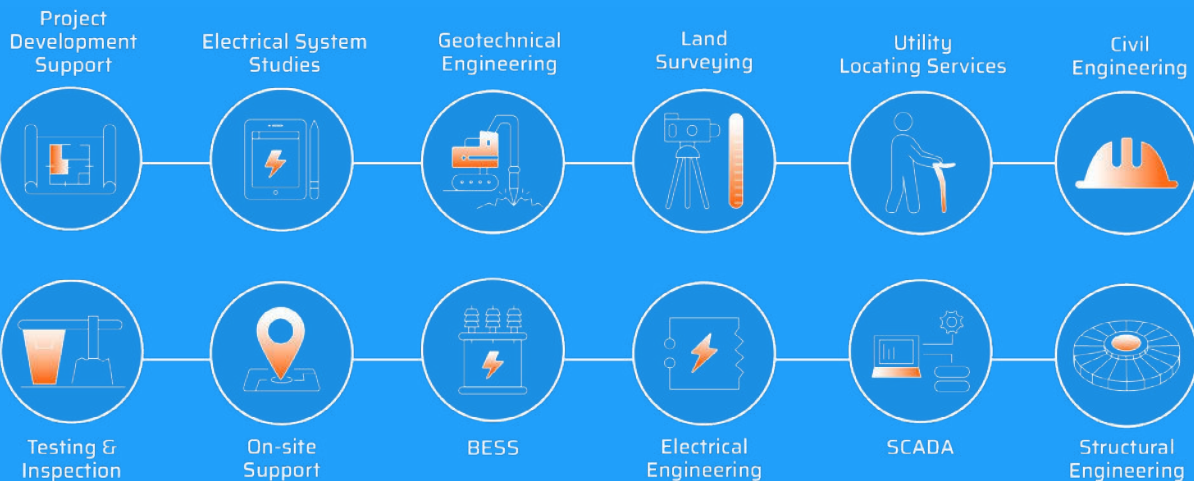 Project
Development
Support
Electrical System
Studies
Geotechnical
Engineering
Land
Surveying
Utility
Locating Services
Civil
Engineering
Testing &
Inspection
On-site
Support
BESS
Electrical
Engineering
SCADA
Structural
Engineering